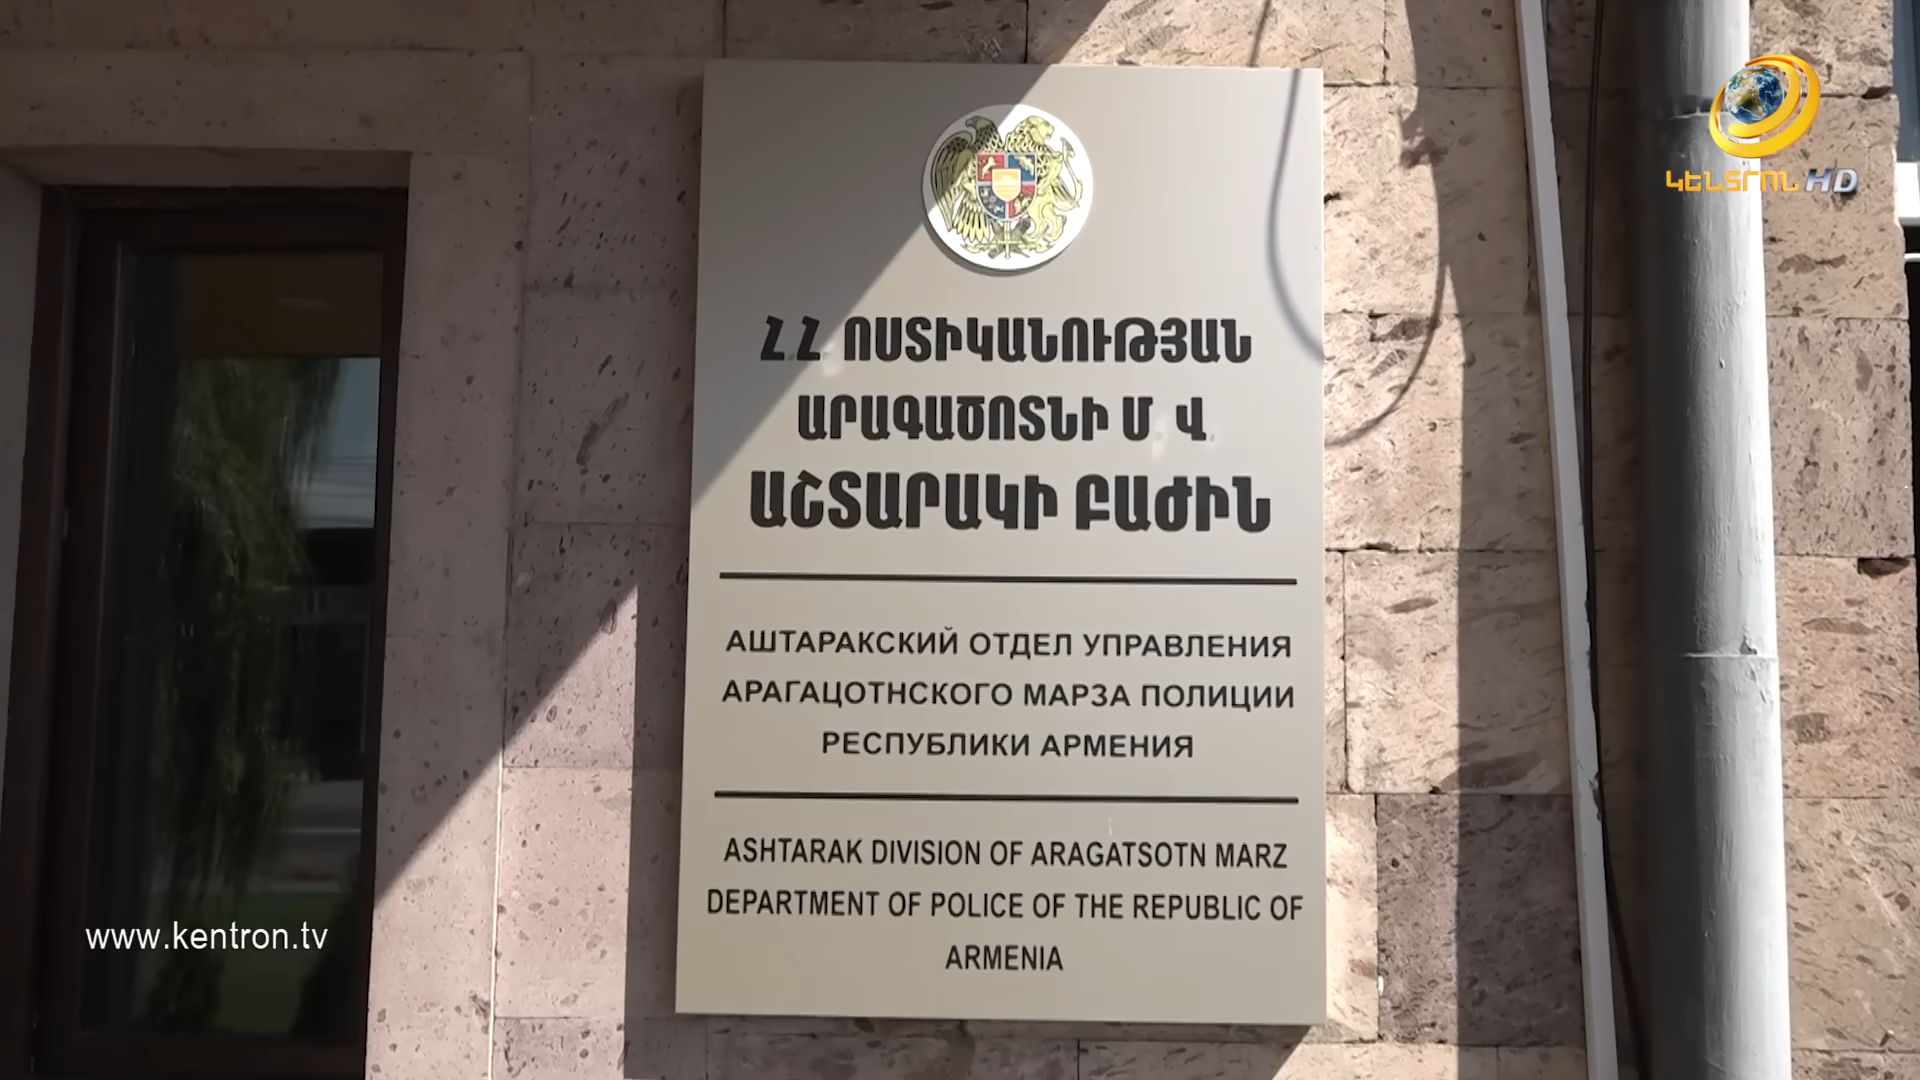 ԿԵՆՏՐՈՆ HD
ՀՀ ՈՍՏԻԿԱՆՈՒԹՅԱՆ
ԱՐԱԳԱԾՈՏՆԻ Մ Վ
ԱՇՏԱՐԱԿԻ ԲԱԺԻՆ
АШТАРАКСКИЙ ОТДЕЛ УПРАВЛЕНИЯ
АРАГАЦОТНСКОГО МАРЗА ПОЛИЦИИ
РЕСПУБЛИКИ АРМЕНИЯ
ASHTARAK DIVISION OF ARAGATSOTN MARZ
DEPARTMENT OF POLICE OF THE REPUBLIC OF
ARMENIA
www.kentron.tv